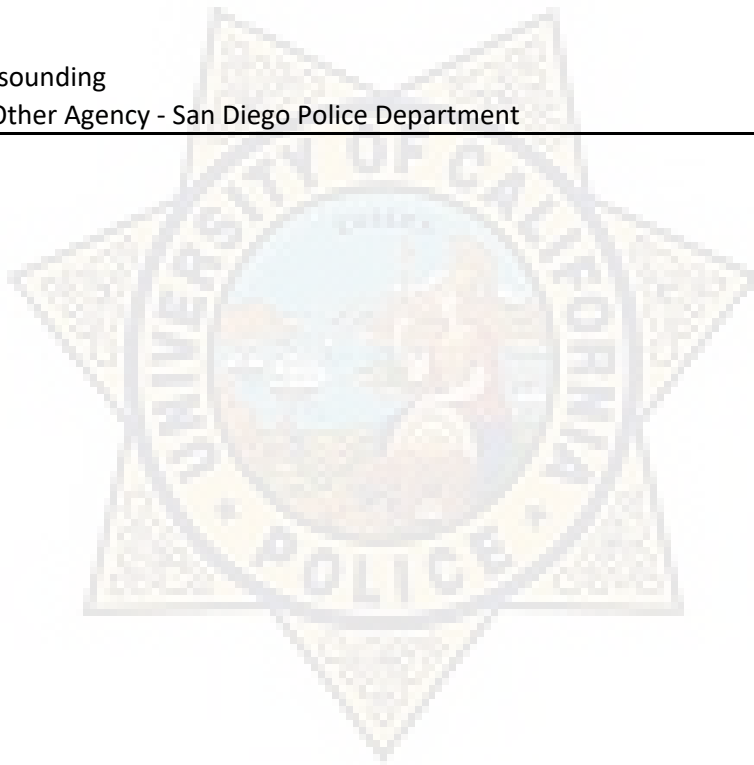 sounding
Other Agency - San Diego Police Department
UNIVERSITY OF CALIFORNIA
POLICE